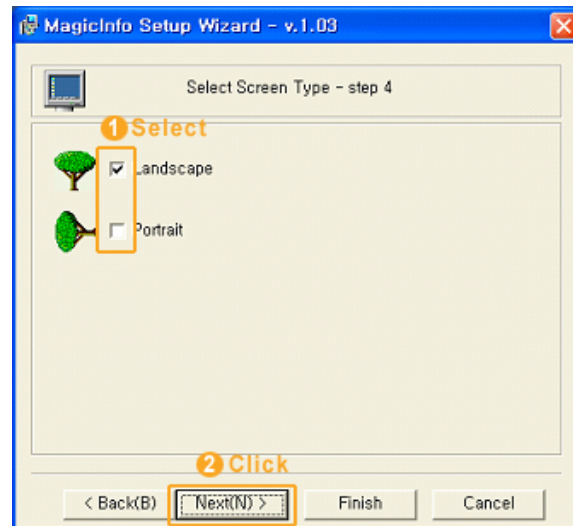 MagicInfo Setup Wizard - v.1.03
Select Screen Type - step 4
1 Select
Landscape
Portrait
2 Click
< Back(B)
Next(N) >
Finish
Cancel